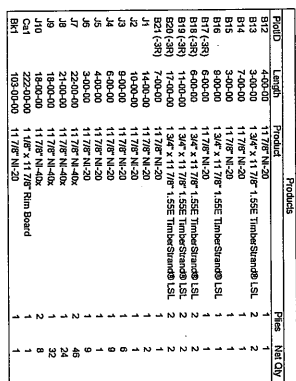 Products
PlotID Length Product Plies Net Qty
B12 4-00-00 11 7/8" NI-20 1 1
B13 3-00-00 1 3/4" x 11 7/8" 1.55E TimberStrand® LSL 2 2
B14 7-00-00 11 7/8" NI-20 1 1
B15 3-00-00 11 7/8" NI-20 1 1
B16 9-00-00 1 3/4" x 11 7/8" 1.55E TimberStrand® LSL 1 1
B17 (-3R) 6-00-00 11 7/8" NI-20 1 1
B18 (-3R) 6-00-00 1 3/4" x 11 7/8" 1.55E TimberStrand® LSL 2 2
B19 (-3R) 6-00-00 1 3/4" x 11 7/8" 1.55E TimberStrand® LSL 2 2
B20 (-3R) 17-00-00 1 3/4" x 11 7/8" 1.55E TimberStrand® LSL 2 2
B21 (-3R) 7-00-00 11 7/8" NI-20 1 1
J1 14-00-00 11 7/8" NI-20 1 2
J2 10-00-00 11 7/8" NI-20 1 1
J3 9-00-00 11 7/8" NI-20 1 6
J4 6-00-00 11 7/8" NI-20 1 9
J5 4-00-00 11 7/8" NI-20 1 1
J6 3-00-00 11 7/8" NI-20 1 6
J7 22-00-00 11 7/8" NI-40x 2 46
J8 21-00-00 11 7/8" NI-40x 1 24
J9 18-00-00 11 7/8" NI-40x 1 32
J10 18-00-00 11 7/8" NI-40x 2 8
Ca1 222-00-00 1 1/8" x 11 7/8" Rim Board 1 1
Bk1 103-00-00 11 7/8" NI-20 1 1